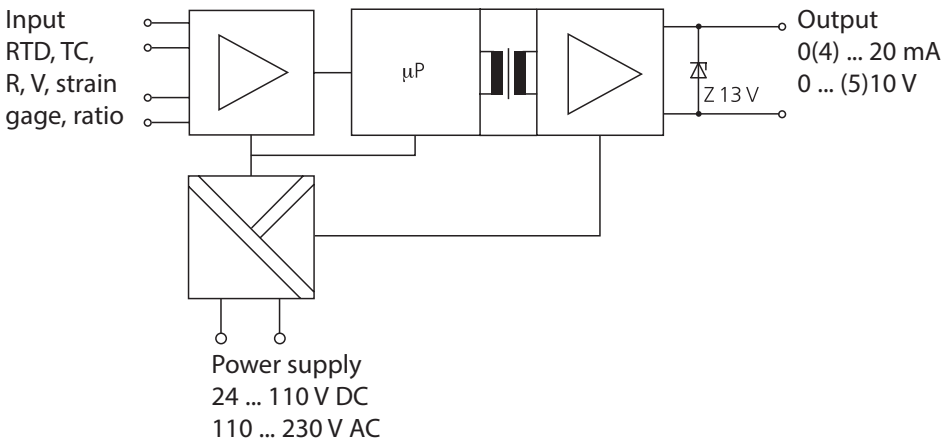 Input
RTD, TC,
R, V, strain
gage, ratio
µP
Z 13 V
Output
0(4) ... 20 mA
0 ... (5)10 V
Power supply
24 ... 110 V DC
110 ... 230 V AC